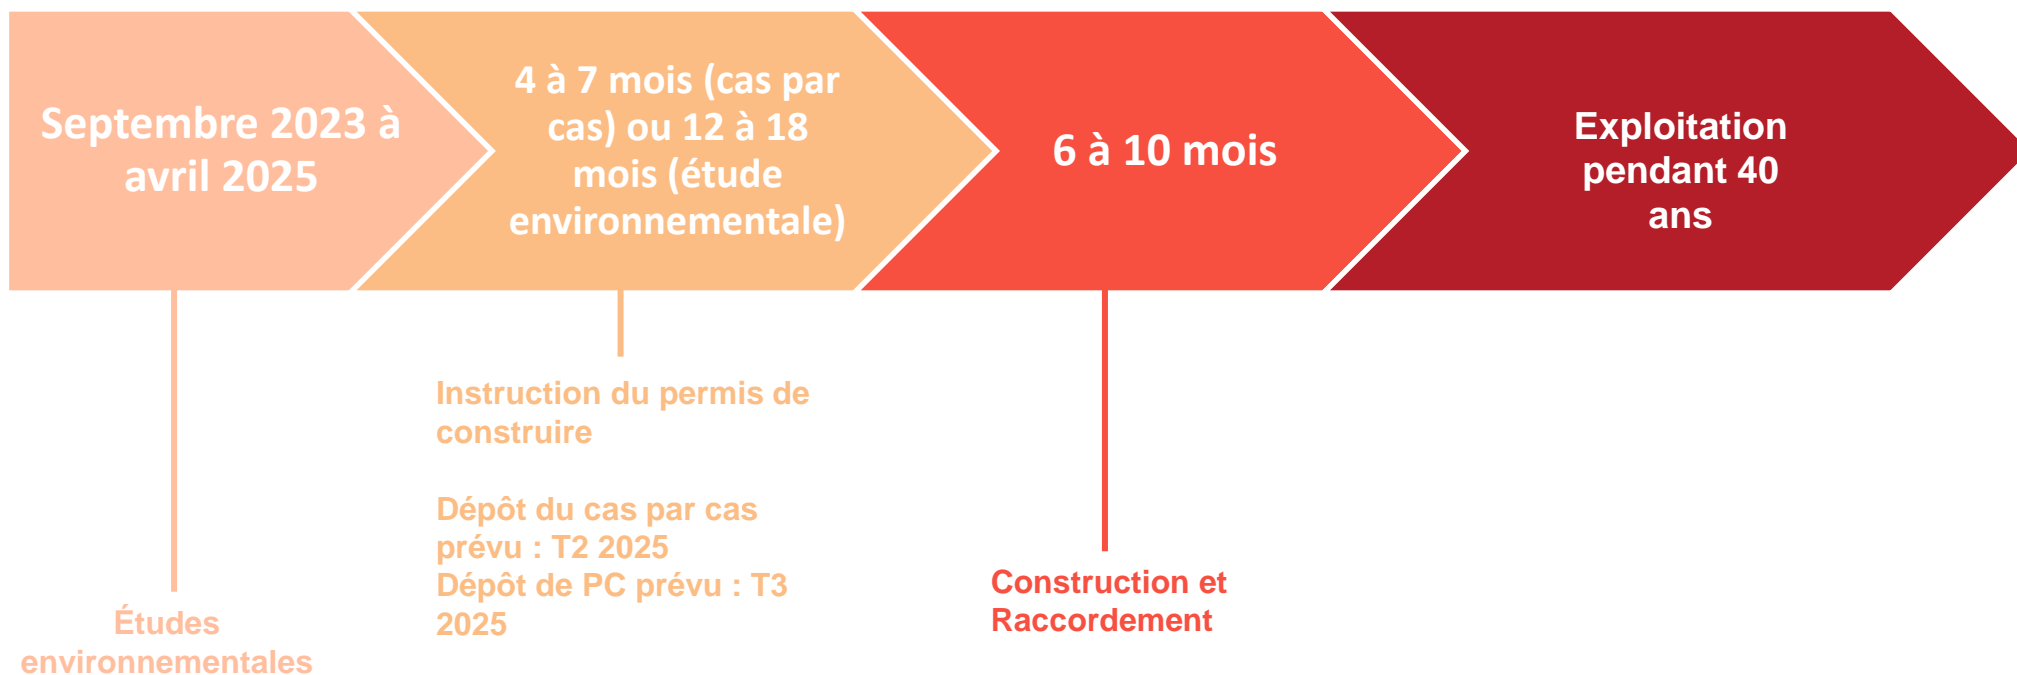 Septembre 2023 à
avril 2025
4 à 7 mois (cas par
cas) ou 12 à 18
mois (étude
environnementale)
6 à 10 mois
Exploitation
pendant 40
ans
Instruction du permis de
construire
Dépôt du cas par cas
prévu : T2 2025
Dépôt de PC prévu : T3
2025
Construction et
Raccordement
Études
environnementales